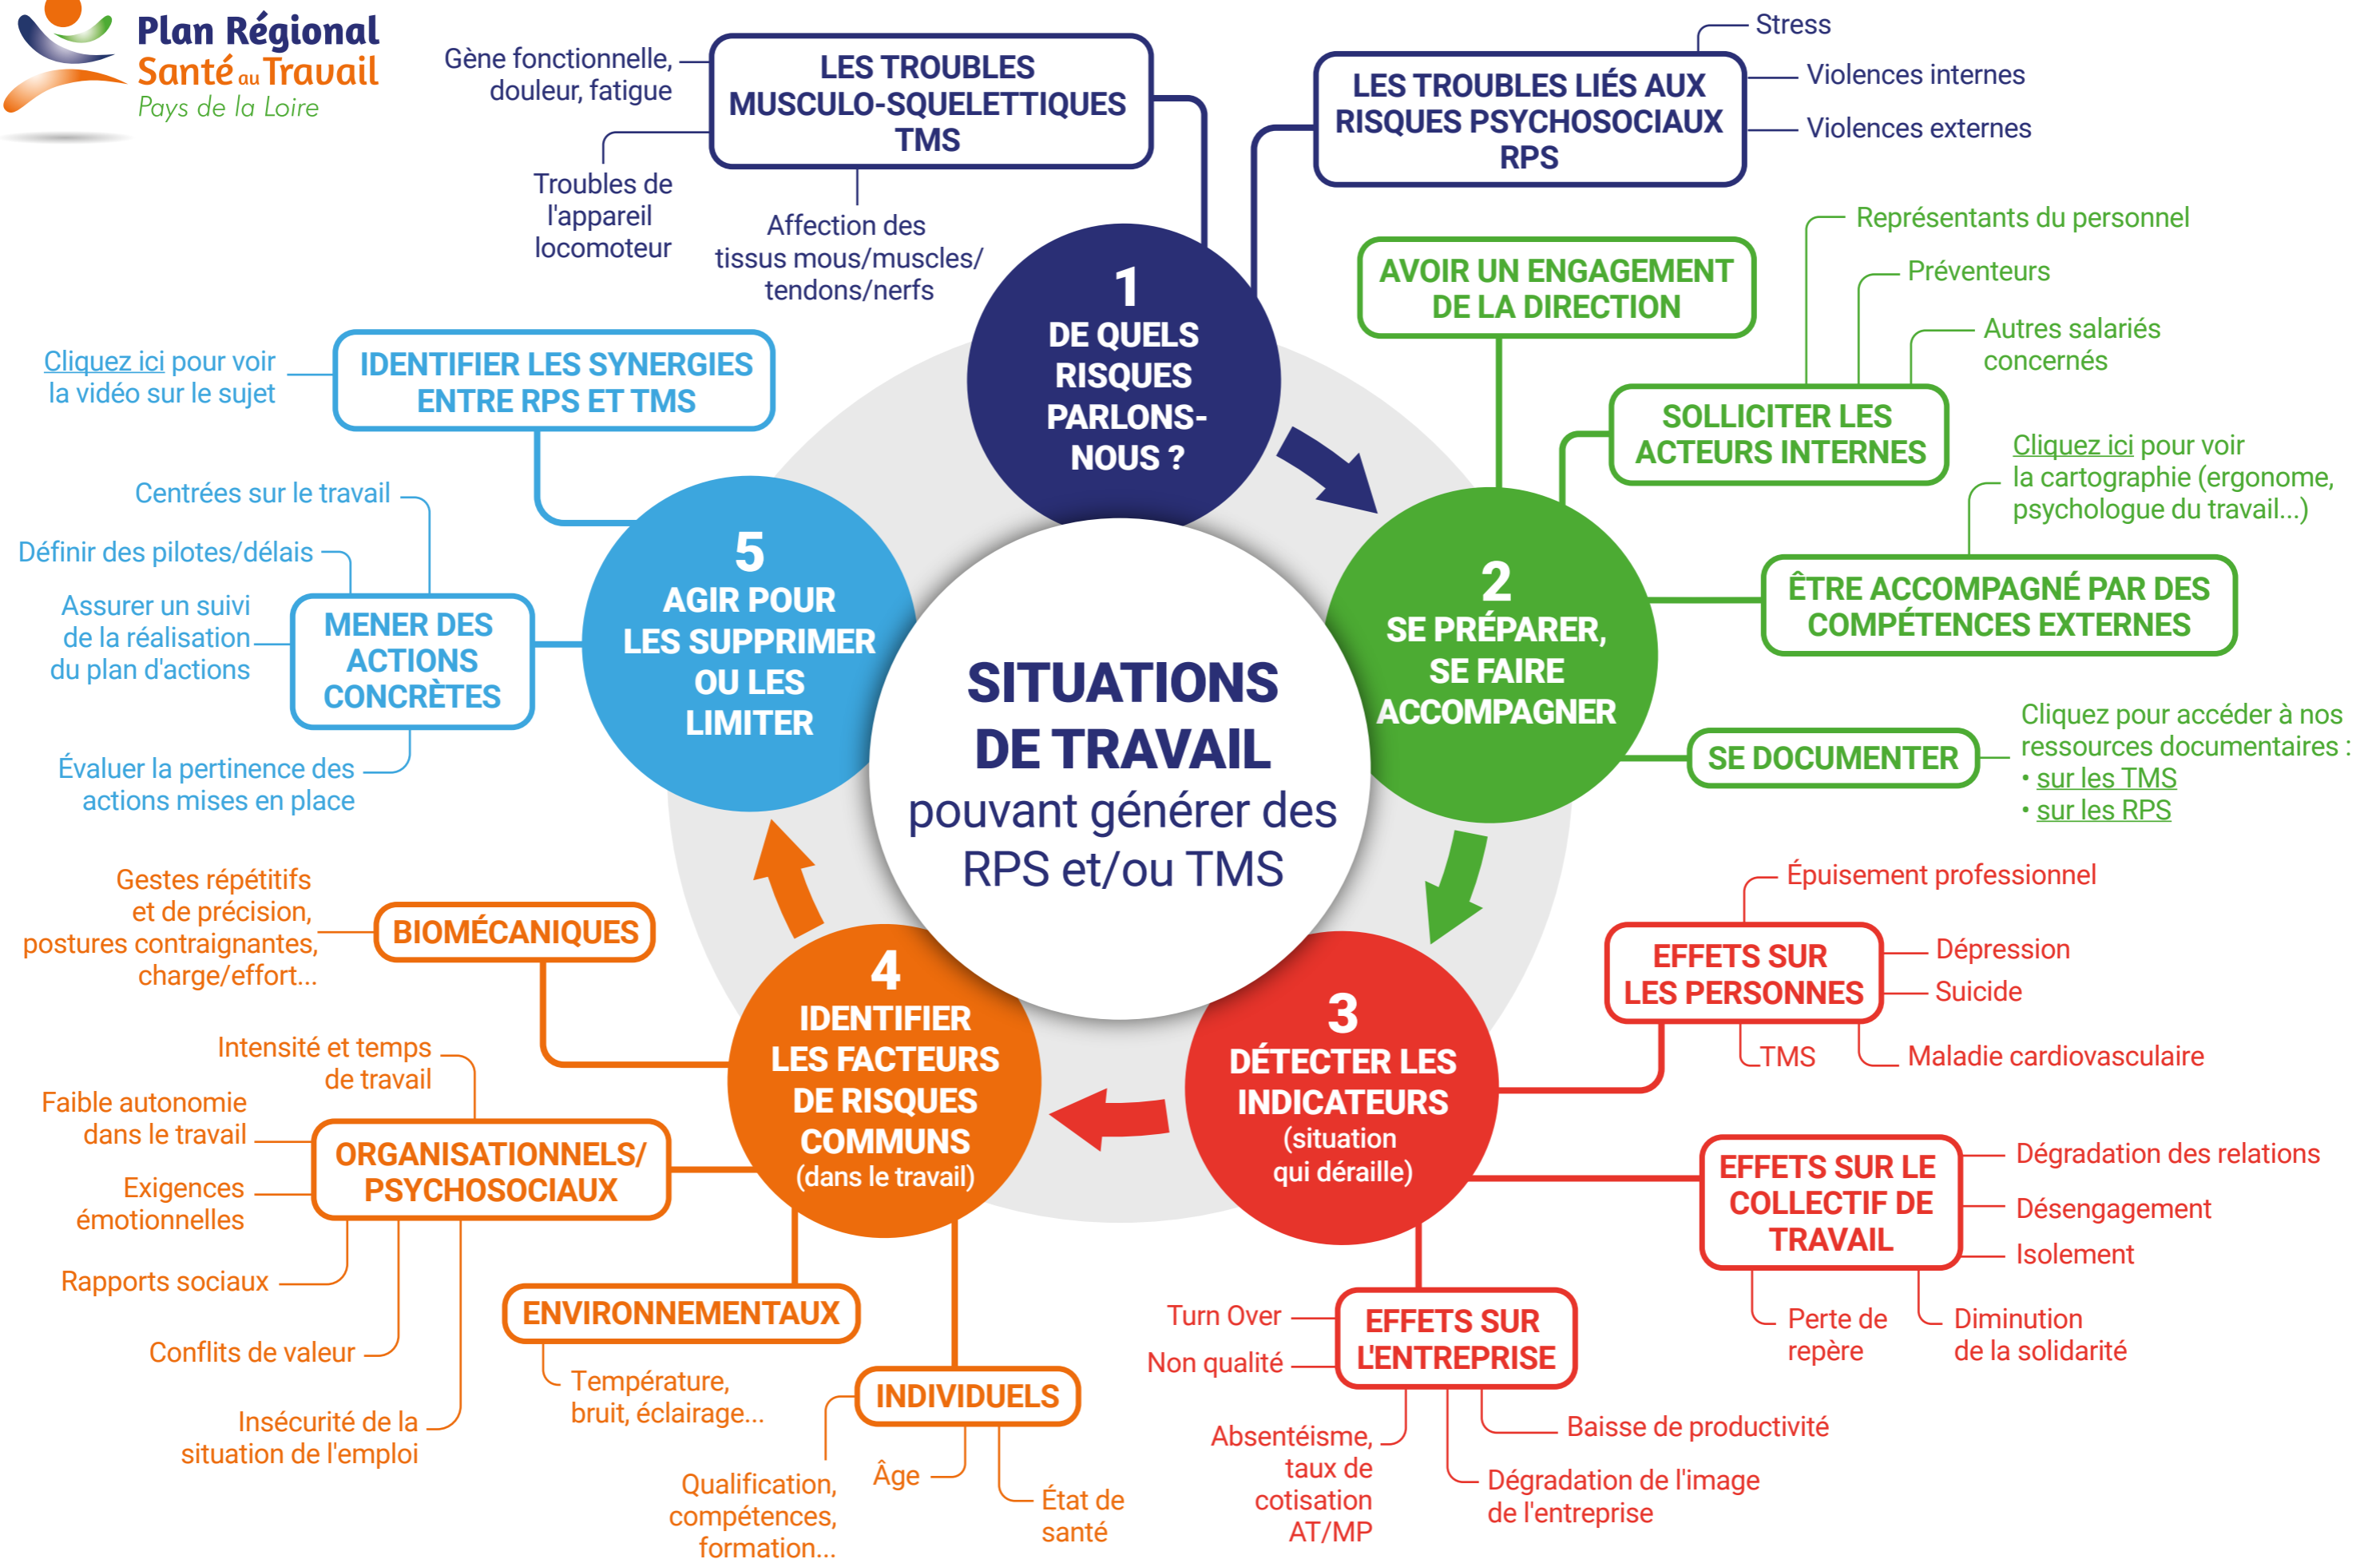 Plan Régional
Santé au Travail
Pays de la Loire
SITUATIONS
DE TRAVAIL
pouvant générer des
RPS et/ou TMS
1
DE QUELS
RISQUES
PARLONS-
NOUS ?
LES TROUBLES
MUSCULO-SQUELETTIQUES
TMS
Gène fonctionnelle,
douleur, fatigue
Troubles de
l'appareil
locomoteur
Affection des
tissus mous/muscles/
tendons/nerfs
LES TROUBLES LIÉS AUX
RISQUES PSYCHOSOCIAUX
RPS
Stress
Violences internes
Violences externes
2
SE PRÉPARER,
SE FAIRE
ACCOMPAGNER
AVOIR UN ENGAGEMENT
DE LA DIRECTION
SOLLICITER LES
ACTEURS INTERNES
Représentants du personnel
Préventeurs
Autres salariés
concernés
ÊTRE ACCOMPAGNÉ PAR DES
COMPÉTENCES EXTERNES
Cliquez ici pour voir
la cartographie (ergonome,
psychologue du travail...)
SE DOCUMENTER
Cliquez pour accéder à nos
ressources documentaires :
• sur les TMS
• sur les RPS
3
DÉTECTER LES
INDICATEURS
(situation
qui déraille)
EFFETS SUR
LES PERSONNES
Épuisement professionnel
Dépression
Suicide
TMS
Maladie cardiovasculaire
EFFETS SUR LE
COLLECTIF DE
TRAVAIL
Dégradation des relations
Désengagement
Isolement
Perte de
repère
Diminution
de la solidarité
EFFETS SUR
L'ENTREPRISE
Turn Over
Non qualité
Absentéisme,
taux de
cotisation
AT/MP
Baisse de productivité
Dégradation de l'image
de l'entreprise
4
IDENTIFIER
LES FACTEURS
DE RISQUES
COMMUNS
(dans le travail)
BIOMÉCANIQUES
Gestes répétitifs
et de précision,
postures contraignantes,
charge/effort...
ORGANISATIONNELS/
PSYCHOSOCIAUX
Intensité et temps
de travail
Faible autonomie
dans le travail
Exigences
émotionnelles
Rapports sociaux
Conflits de valeur
Insécurité de la
situation de l'emploi
ENVIRONNEMENTAUX
Température,
bruit, éclairage...
INDIVIDUELS
Qualification,
compétences,
formation...
Âge
État de
santé
5
AGIR POUR
LES SUPPRIMER
OU LES
LIMITER
IDENTIFIER LES SYNERGIES
ENTRE RPS ET TMS
Cliquez ici pour voir
la vidéo sur le sujet
MENER DES
ACTIONS
CONCRÈTES
Centrées sur le travail
Définir des pilotes/délais
Assurer un suivi
de la réalisation
du plan d'actions
Évaluer la pertinence des
actions mises en place